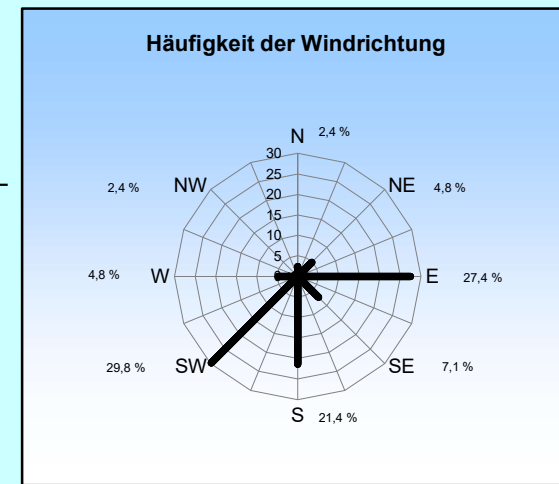 Häufigkeit der Windrichtung
N 2,4 %
30
25
20
15
10
5
0
NW 2,4 %
NE 4,8 %
W 4,8 %
E 27,4 %
SW 29,8 %
SE 7,1 %
S 21,4 %